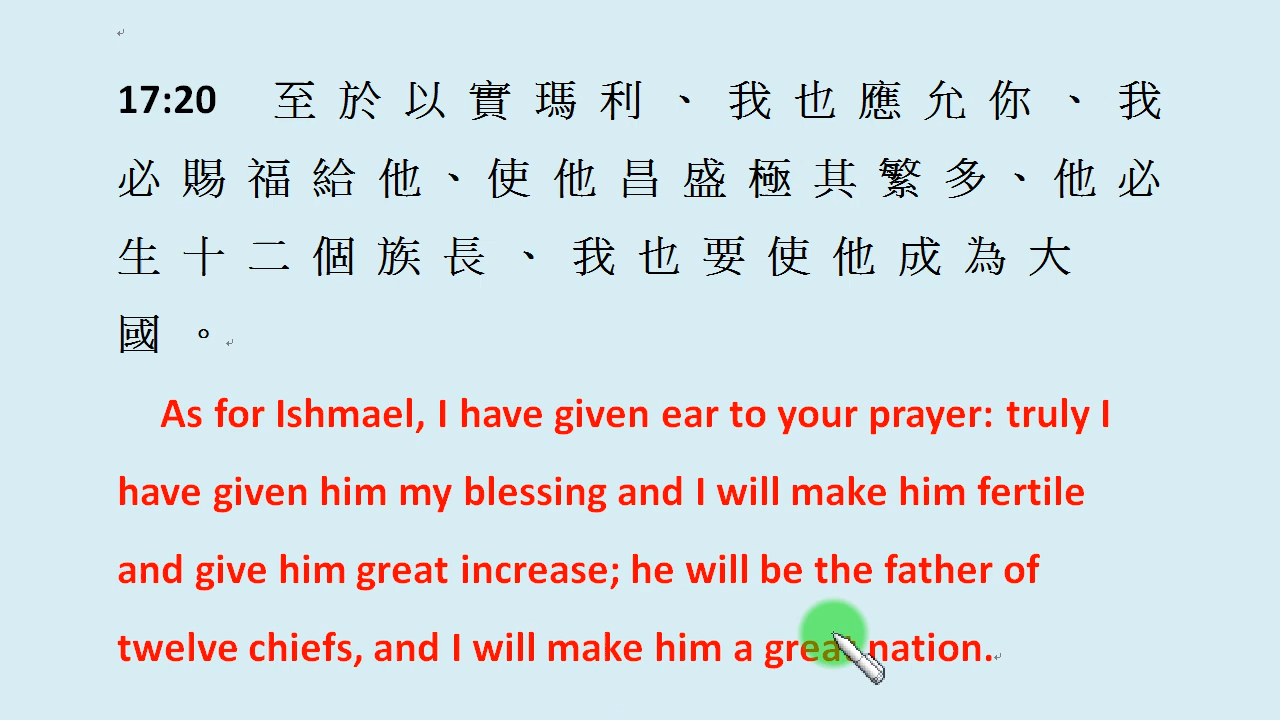 17:20 至於以實瑪利、我也應允你、我
必賜福給他、使他昌盛極其繁多、他必
生十二個族長、我也要使他成為大
國。
As for Ishmael, I have given ear to your prayer: truly I
have given him my blessing and I will make him fertile
and give him great increase; he will be the father of
twelve chiefs, and I will make him a great nation.